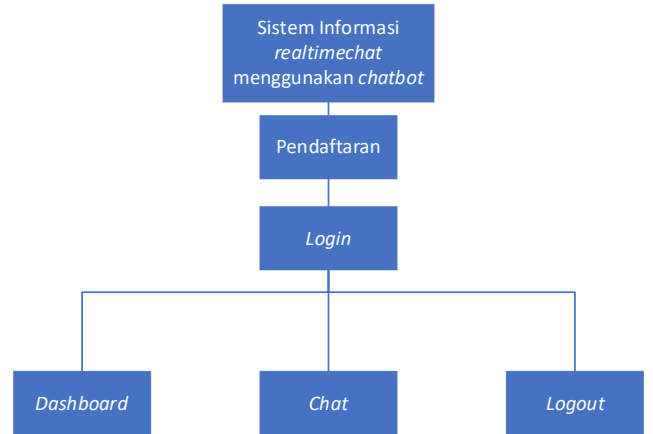 Sistem Informasi
realtimechat
menggunakan chatbot
Pendaftaran
Login
Dashboard
Chat
Logout